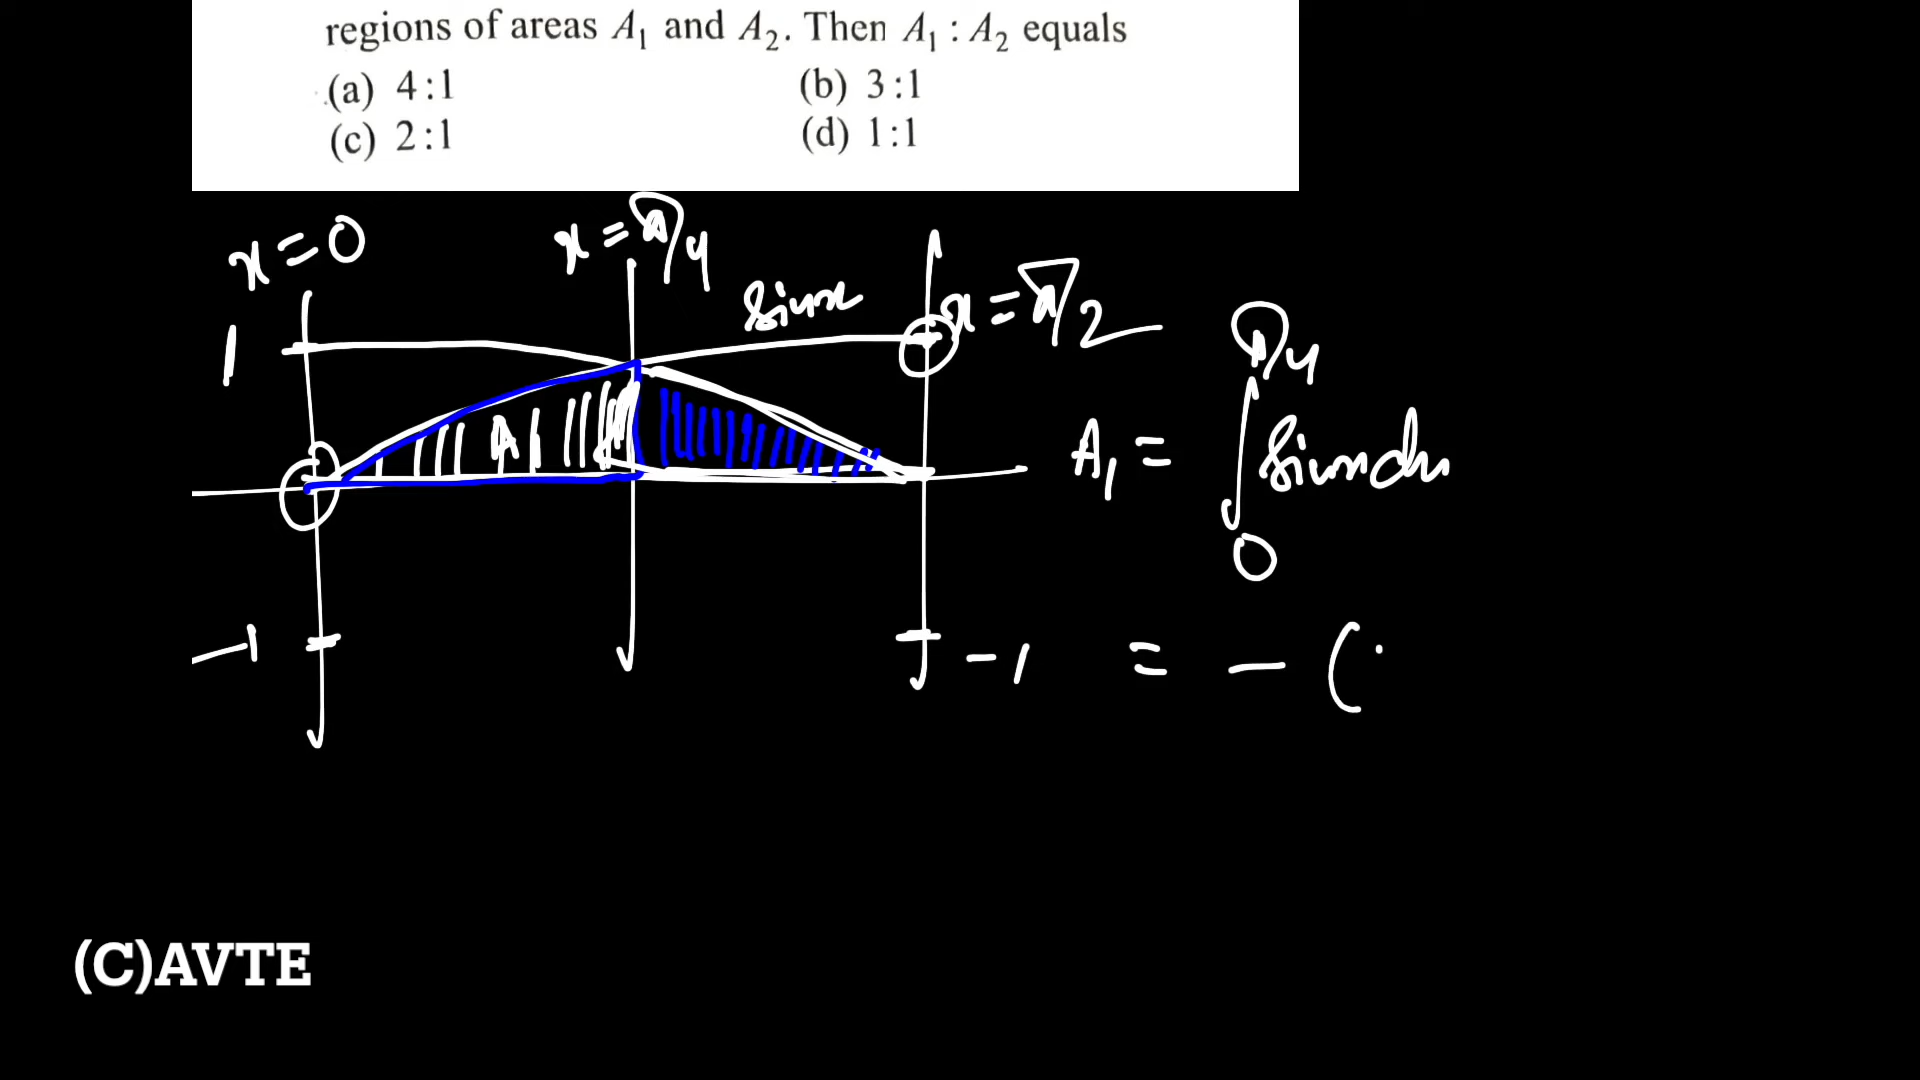 regions of areas A₁ and A₂. Then A₁ : A₂ equals
(a) 4:1 (b) 3:1
(c) 2:1 (d) 1:1
x=0 x=π/4
1 sinx x=π/2
A1
A₁ = ∫₀^π/4 sinx dx
-1 -1 = - (
(C)AVTE